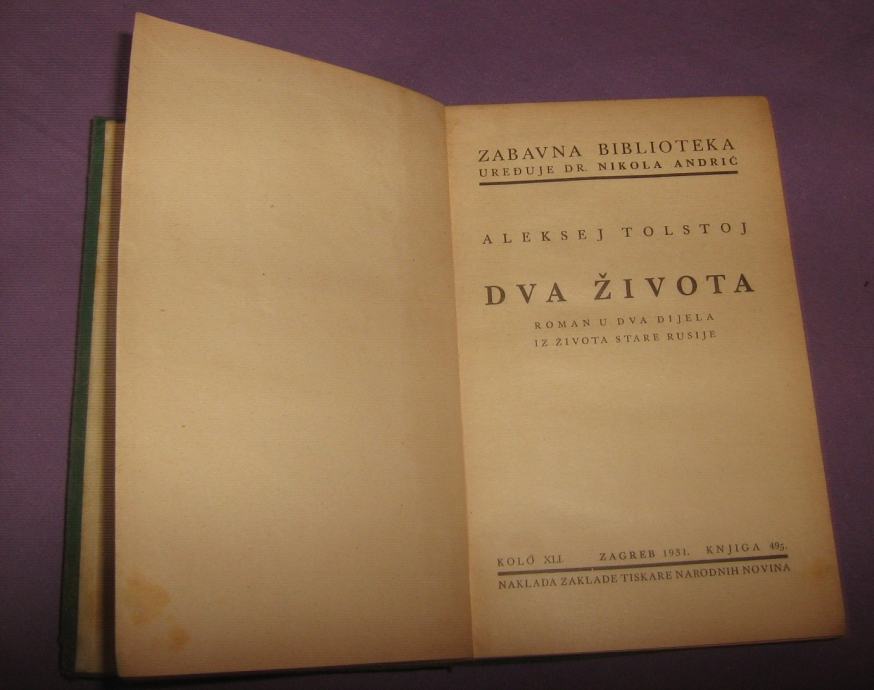 ZABAVNA BIBLIOTEKA
UREĐUJE DR. NIKOLA ANDRIĆ
ALEKSEJ TOLSTOJ
DVA ŽIVOTA
ROMAN U DVA DIJELA
IZ ŽIVOTA STARE RUSIJE
KOLO XLI. ZAGREB 1931. KNJIGA 495.
NAKLADA ZAKLADE TISKARE NARODNIH NOVINA